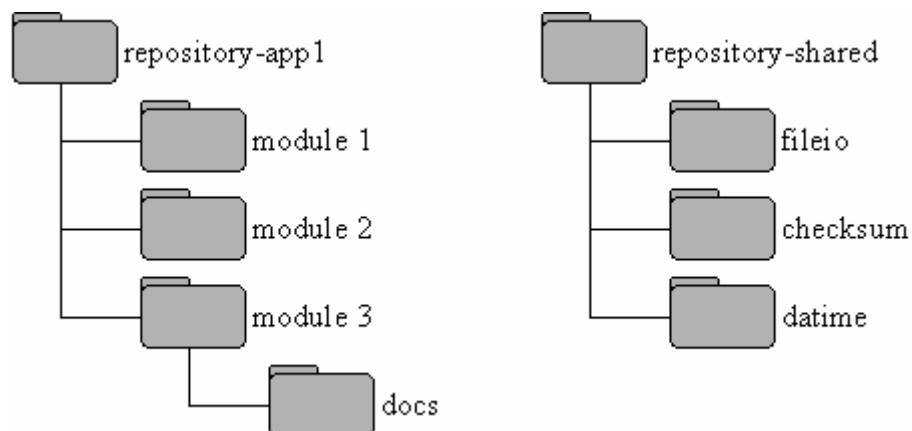 repository-app1
module 1
module 2
module 3
docs
repository-shared
fileio
checksum
datime